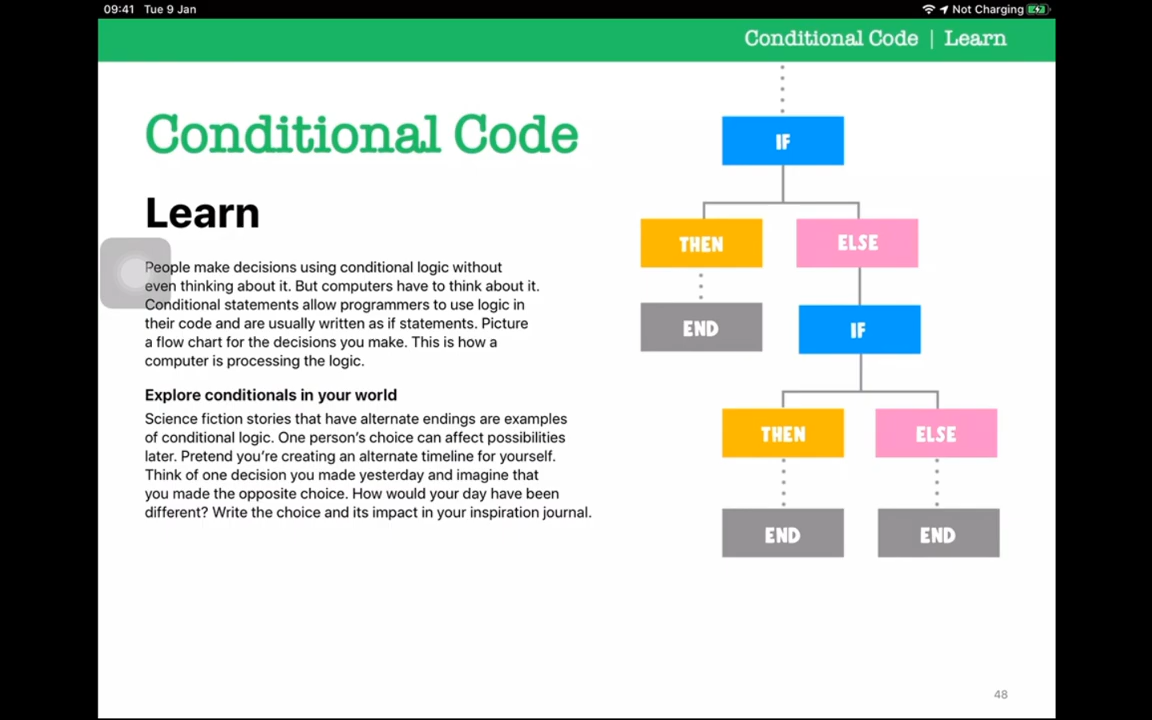 09:41 Tue 9 Jan Not Charging
Conditional Code | Learn
Conditional Code
Learn
People make decisions using conditional logic without
even thinking about it. But computers have to think about it.
Conditional statements allow programmers to use logic in
their code and are usually written as if statements. Picture
a flow chart for the decisions you make. This is how a
computer is processing the logic.
Explore conditionals in your world
Science fiction stories that have alternate endings are examples
of conditional logic. One person’s choice can affect possibilities
later. Pretend you’re creating an alternate timeline for yourself.
Think of one decision you made yesterday and imagine that
you made the opposite choice. How would your day have been
different? Write the choice and its impact in your inspiration journal.
IF
THEN ELSE
END IF
THEN ELSE
END END
48